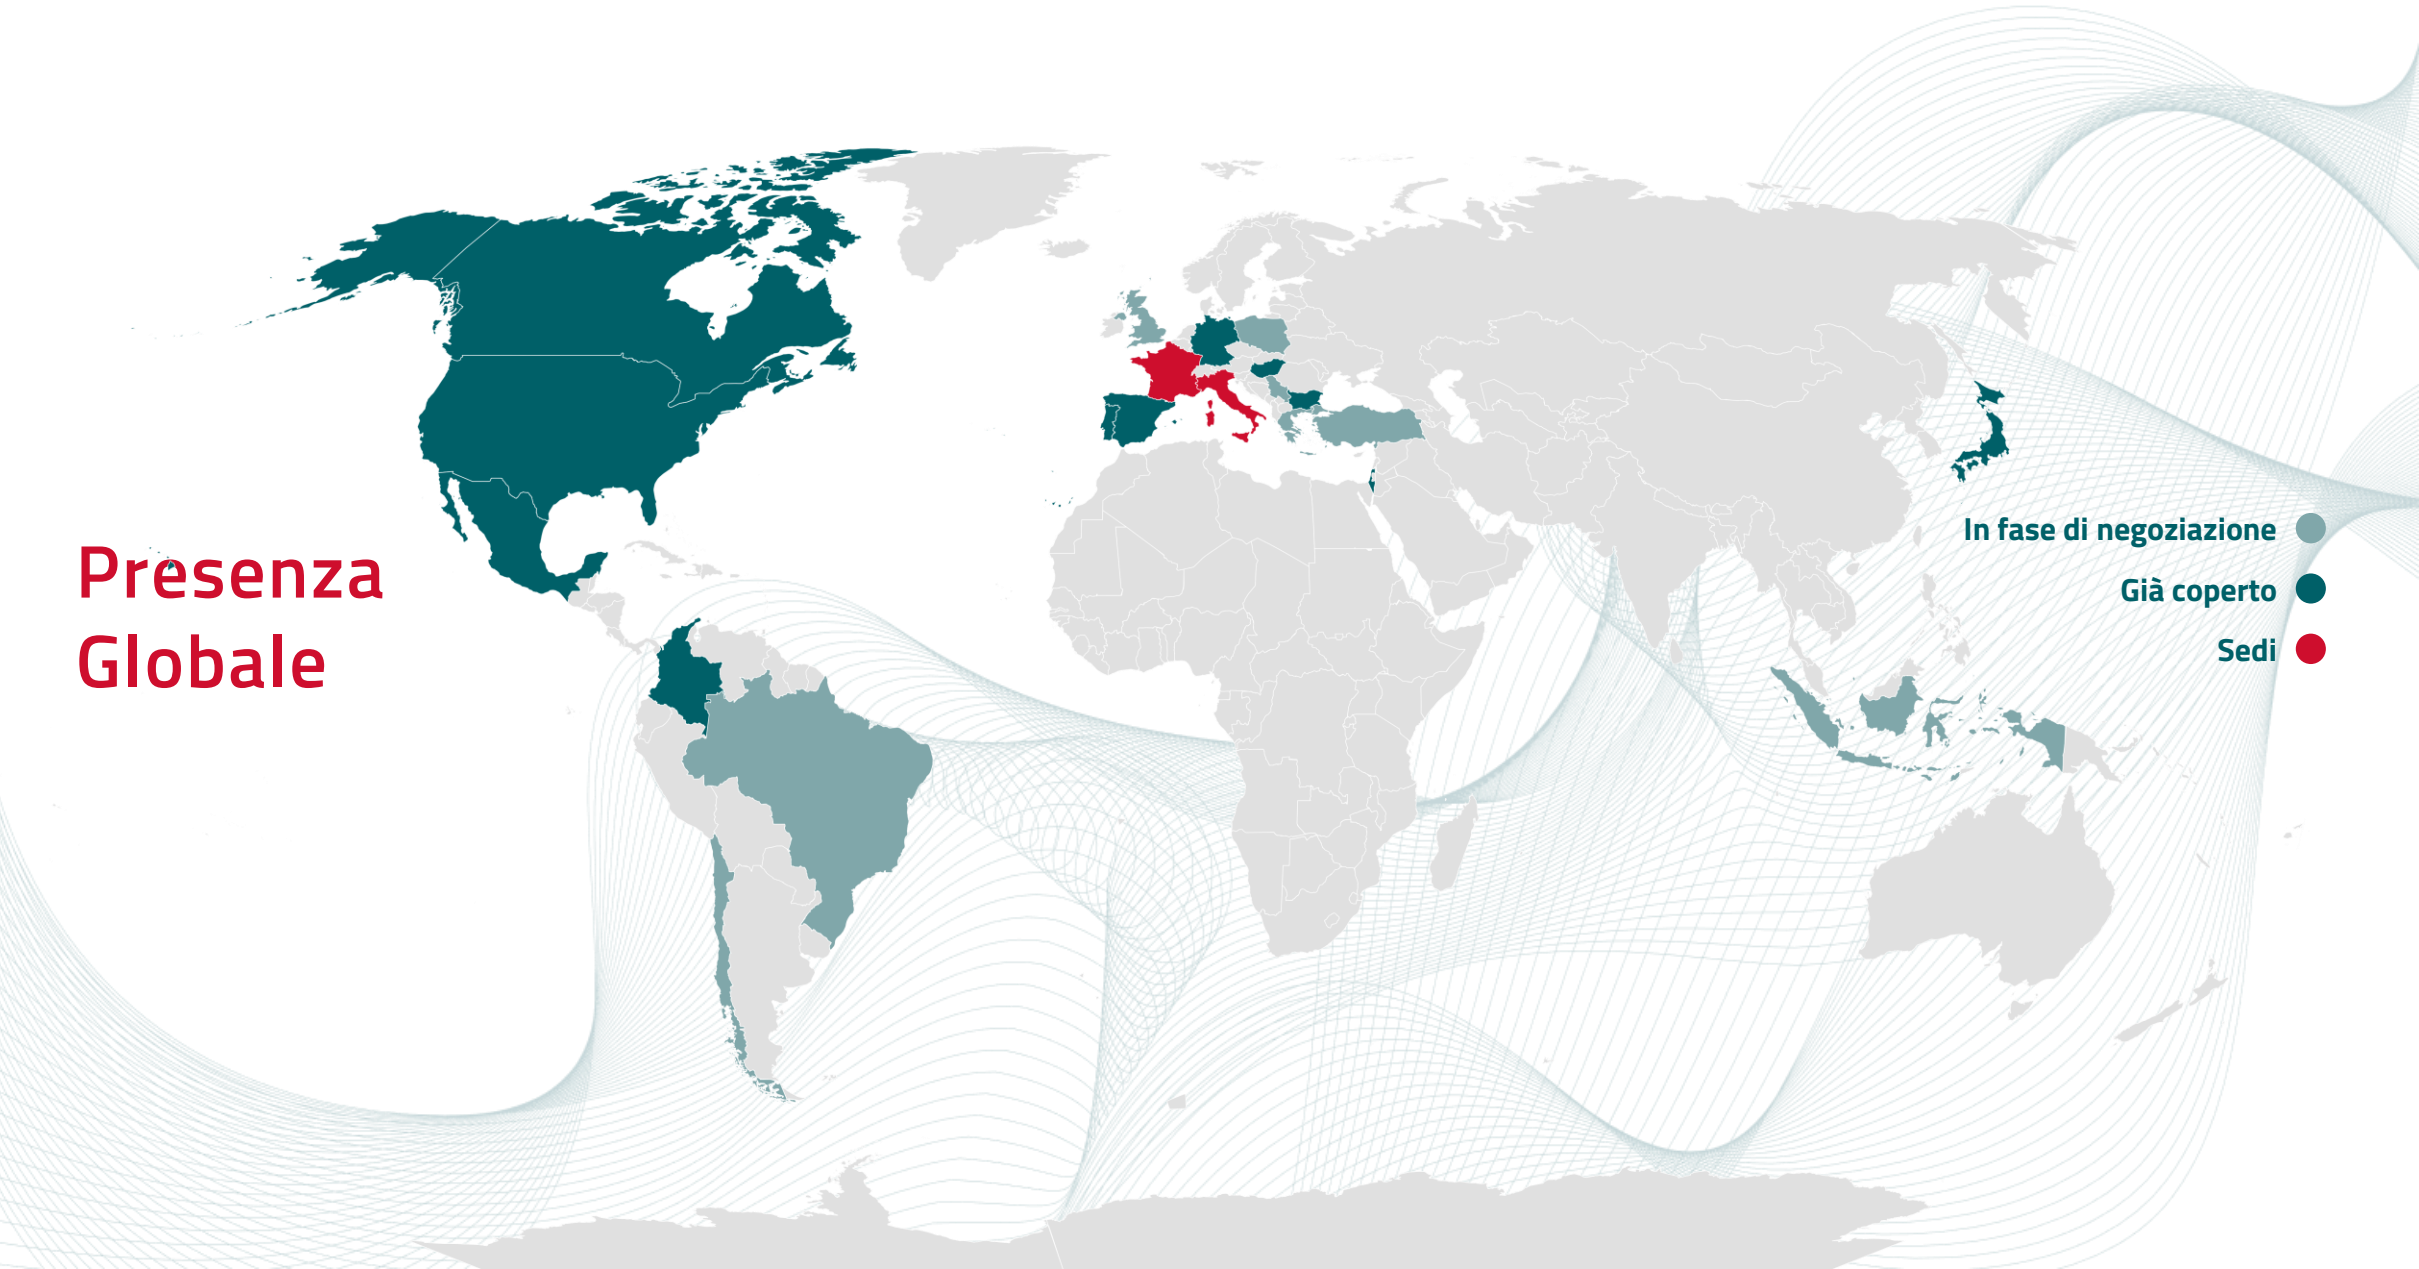 Presenza
Globale
In fase di negoziazione
Già coperto
Sedi